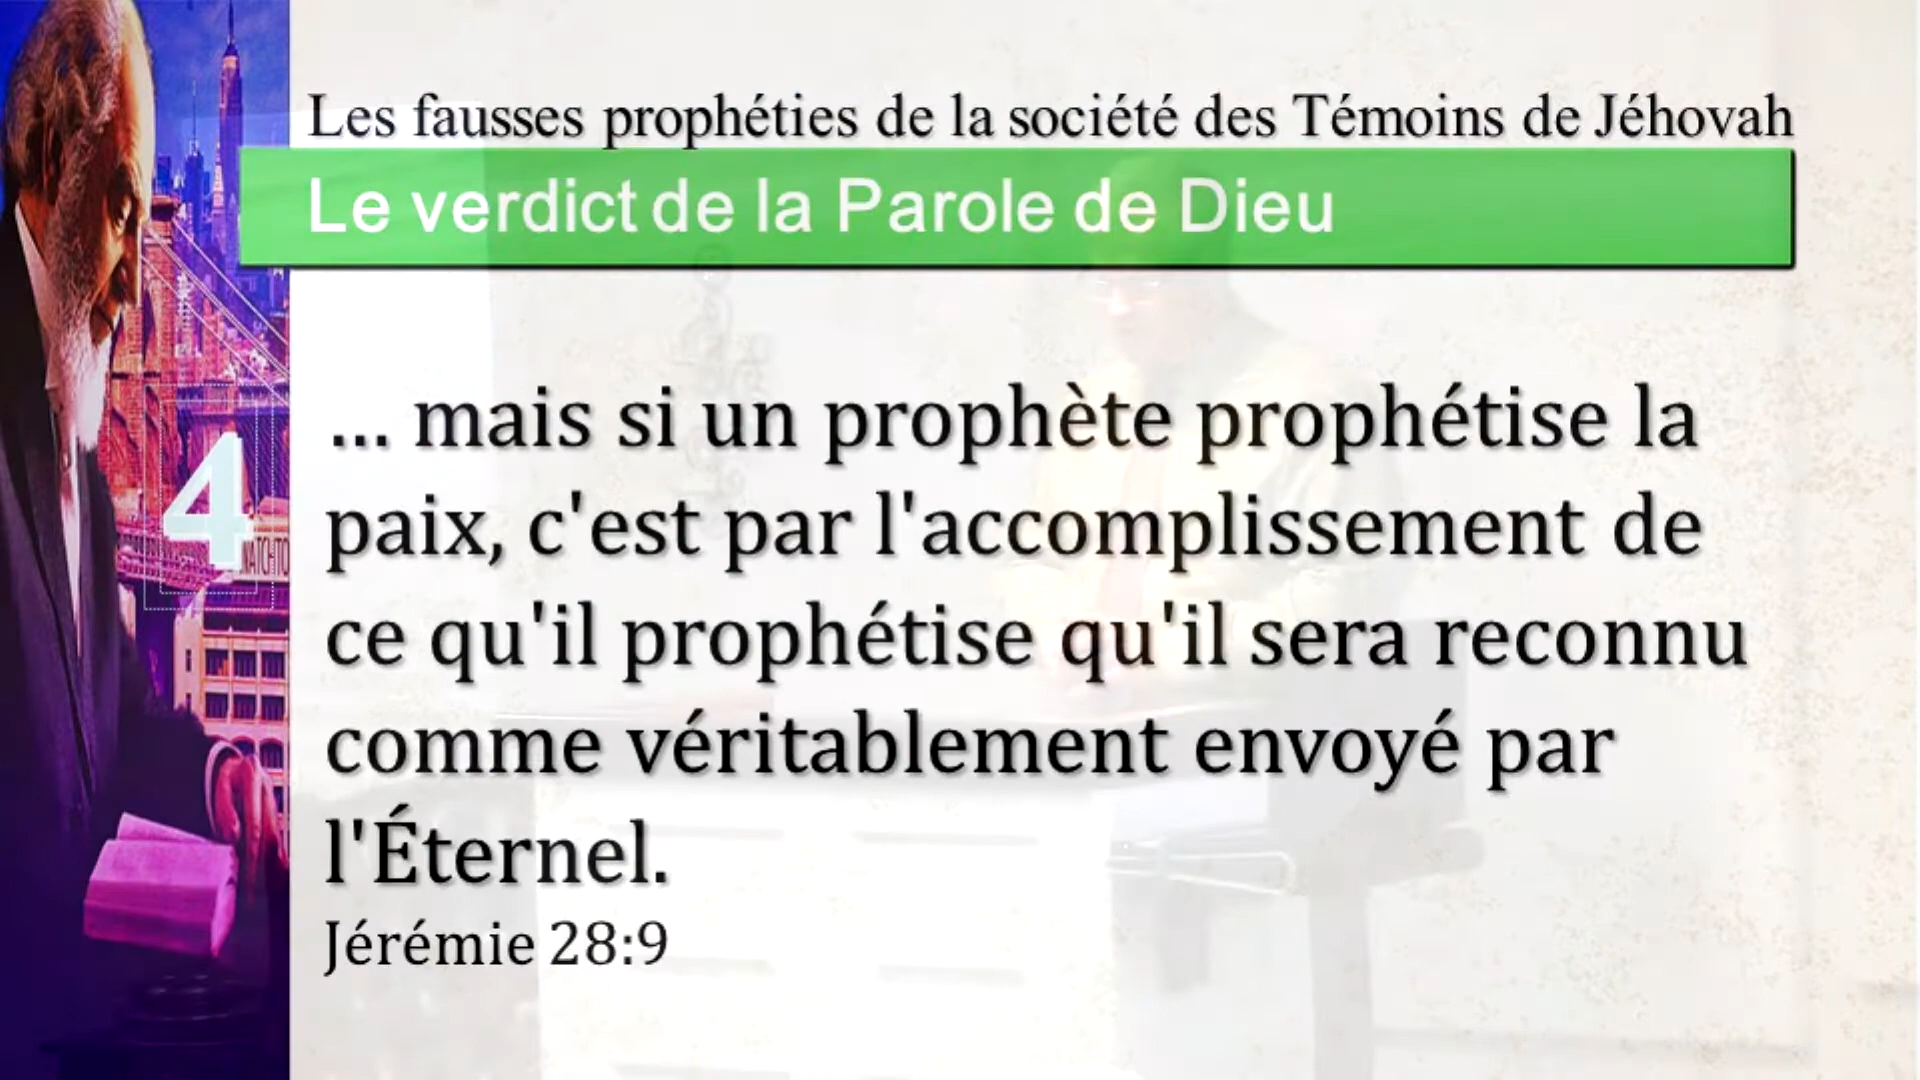 Les fausses prophéties de la société des Témoins de Jéhovah
Le verdict de la Parole de Dieu
4
... mais si un prophète prophétise la
paix, c'est par l'accomplissement de
ce qu'il prophétise qu'il sera reconnu
comme véritablement envoyé par
l'Éternel.
Jérémie 28:9